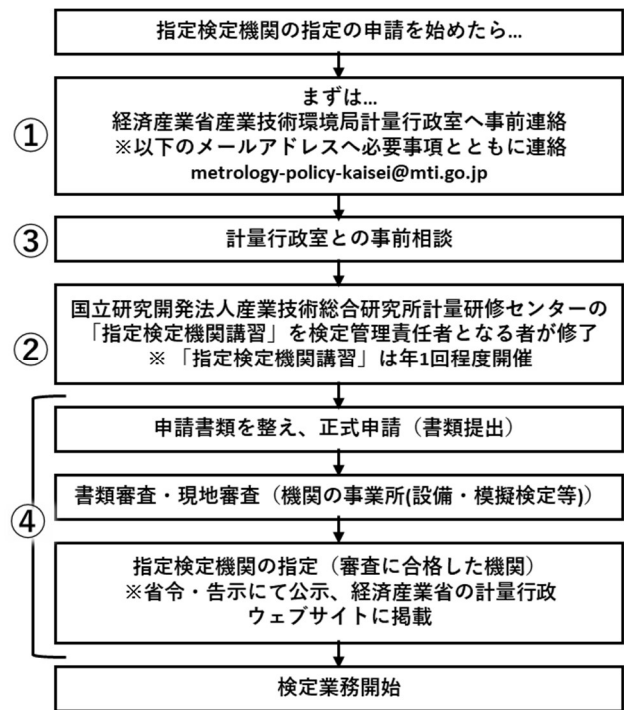 指定検定機関の指定の申請を始めたら…
①
まずは…
経済産業省産業技術環境局計量行政室へ事前連絡
※以下のメールアドレスへ必要事項とともに連絡
metrology-policy-kaisei@mti.go.jp
③
計量行政室との事前相談
②
国立研究開発法人産業技術総合研究所計量研修センターの
「指定検定機関講習」を検定管理責任者となる者が修了
※ 「指定検定機関講習」は年1回程度開催
④
申請書類を整え、正式申請（書類提出）
書類審査・現地審査（機関の事業所(設備・模擬検定等)）
指定検定機関の指定（審査に合格した機関）
※省令・告示にて公示、経済産業省の計量行政
ウェブサイトに掲載
検定業務開始